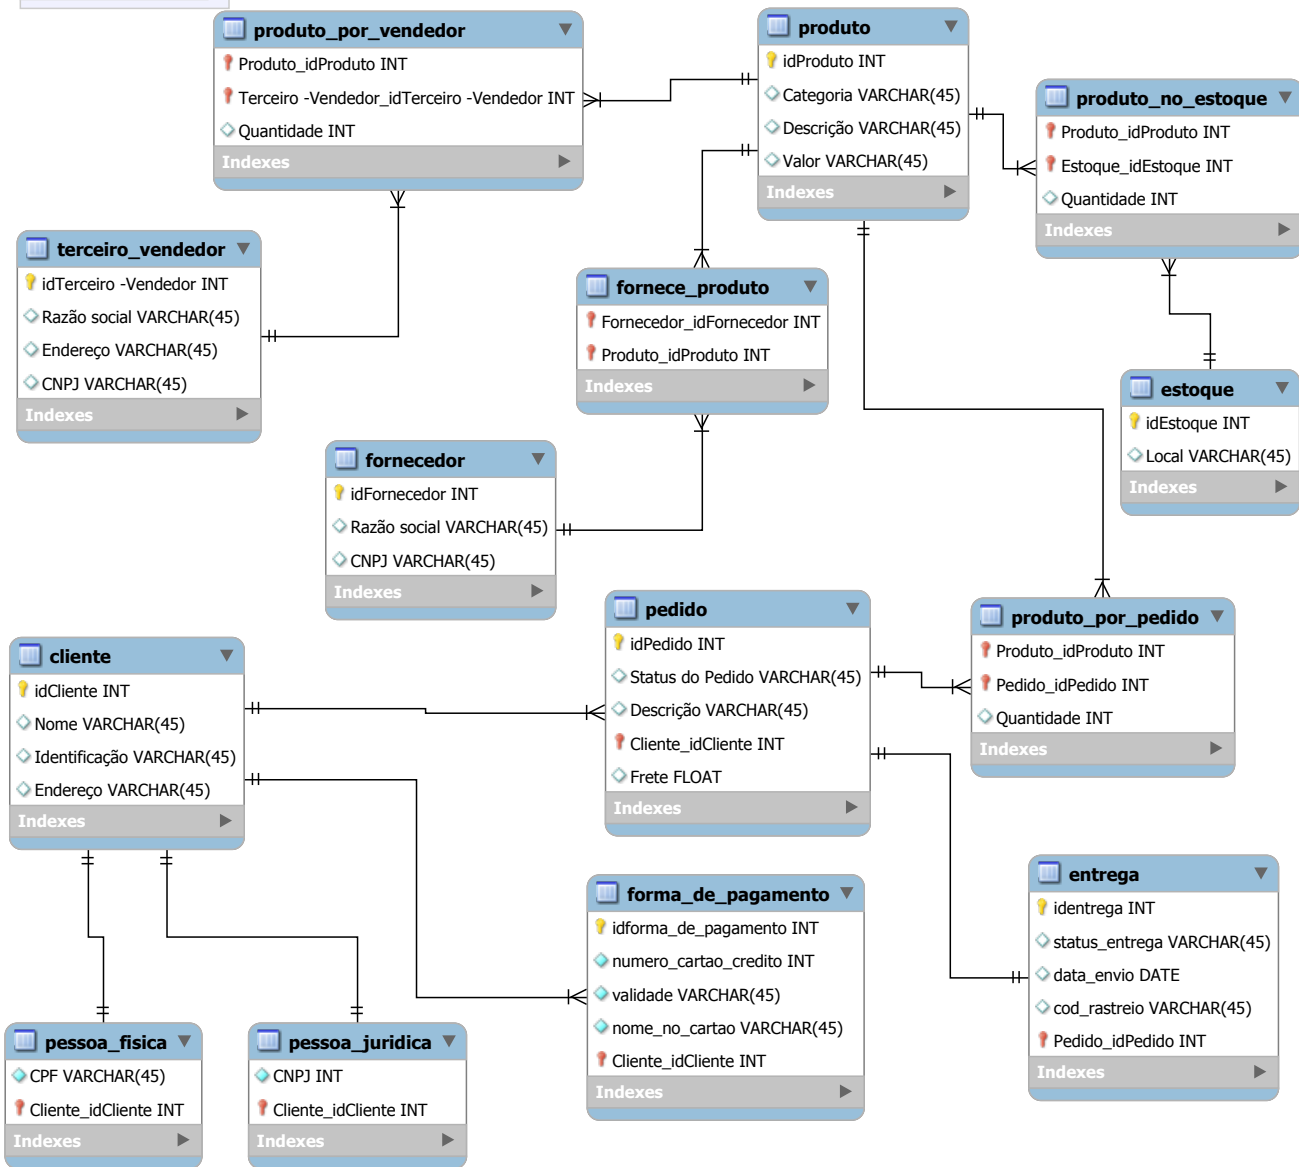 produto_por_vendedor
Produto_idProduto INT
Terceiro -Vendedor_idTerceiro -Vendedor INT
Quantidade INT
Indexes
produto
idProduto INT
Categoria VARCHAR(45)
Descrição VARCHAR(45)
Valor VARCHAR(45)
Indexes
produto_no_estoque
Produto_idProduto INT
Estoque_idEstoque INT
Quantidade INT
Indexes
terceiro_vendedor
idTerceiro -Vendedor INT
Razão social VARCHAR(45)
Endereço VARCHAR(45)
CNPJ VARCHAR(45)
Indexes
fornece_produto
Fornecedor_idFornecedor INT
Produto_idProduto INT
Indexes
estoque
idEstoque INT
Local VARCHAR(45)
Indexes
fornecedor
idFornecedor INT
Razão social VARCHAR(45)
CNPJ VARCHAR(45)
Indexes
pedido
idPedido INT
Status do Pedido VARCHAR(45)
Descrição VARCHAR(45)
Cliente_idCliente INT
Frete FLOAT
Indexes
produto_por_pedido
Produto_idProduto INT
Pedido_idPedido INT
Quantidade INT
Indexes
cliente
idCliente INT
Nome VARCHAR(45)
Identificação VARCHAR(45)
Endereço VARCHAR(45)
Indexes
forma_de_pagamento
idforma_de_pagamento INT
numero_cartao_credito INT
validade VARCHAR(45)
nome_no_cartao VARCHAR(45)
Cliente_idCliente INT
Indexes
entrega
identrega INT
status_entrega VARCHAR(45)
data_envio DATE
cod_rastreio VARCHAR(45)
Pedido_idPedido INT
Indexes
pessoa_fisica
CPF VARCHAR(45)
Cliente_idCliente INT
Indexes
pessoa_juridica
CNPJ INT
Cliente_idCliente INT
Indexes